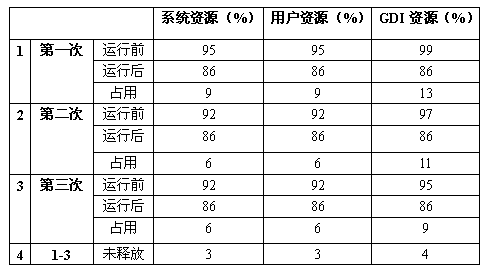 系统资源（%） 用户资源（%） GDI 资源（%）
1 第一次 运行前 95 95 99
运行后 86 86 86
占用 9 9 13
2 第二次 运行前 92 92 97
运行后 86 86 86
占用 6 6 11
3 第三次 运行前 92 92 95
运行后 86 86 86
占用 6 6 9
4 1-3 未释放 3 3 4